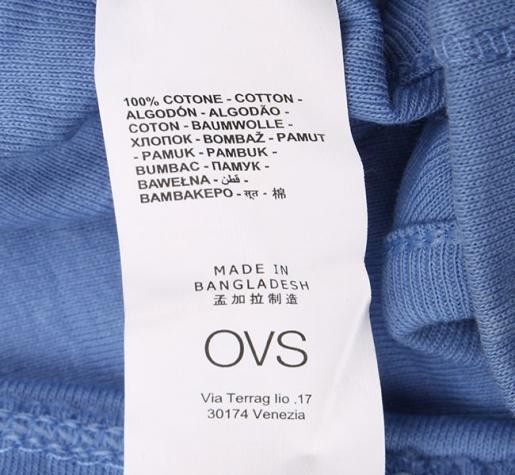 100% COTONE - COTTON -
ALGODÓN - ALGODÃO -
COTON - BAUMWOLLE -
ХЛОПОК - BOMBAŽ - PAMUT
- PAMUK - PAMBUK -
BUMBAC - ПАМУК -
BAWEŁNA - قطن -
ΒΑΜΒΑΚΕΡΟ - सूत - 棉
MADE IN
BANGLADESH
孟加拉制造
OVS
Via Terrag lio .17
30174 Venezia